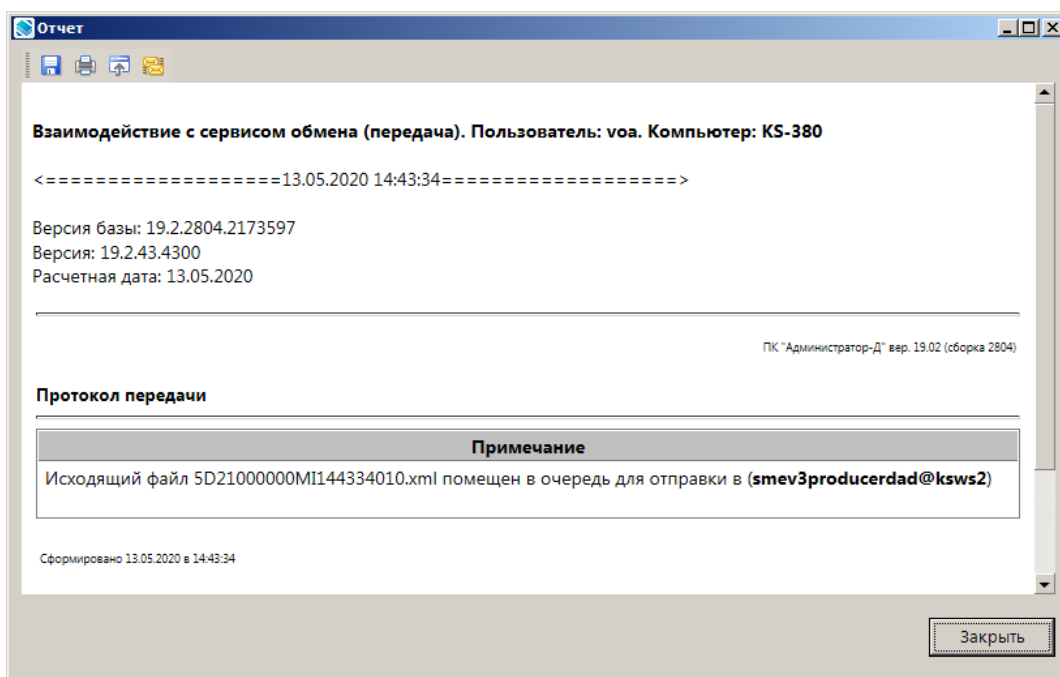 Отчет
Взаимодействие с сервисом обмена (передача). Пользователь: voa. Компьютер: KS-380
<===================13.05.2020 14:43:34===================>
Версия базы: 19.2.2804.2173597
Версия: 19.2.43.4300
Расчетная дата: 13.05.2020
ПК "Администратор-Д" вер. 19.02 (сборка 2804)
Протокол передачи
Примечание
Исходящий файл 5D21000000MI144334010.xml помещен в очередь для отправки в (smev3producerdad@ksws2)
Сформировано 13.05.2020 в 14:43:34
Закрыть